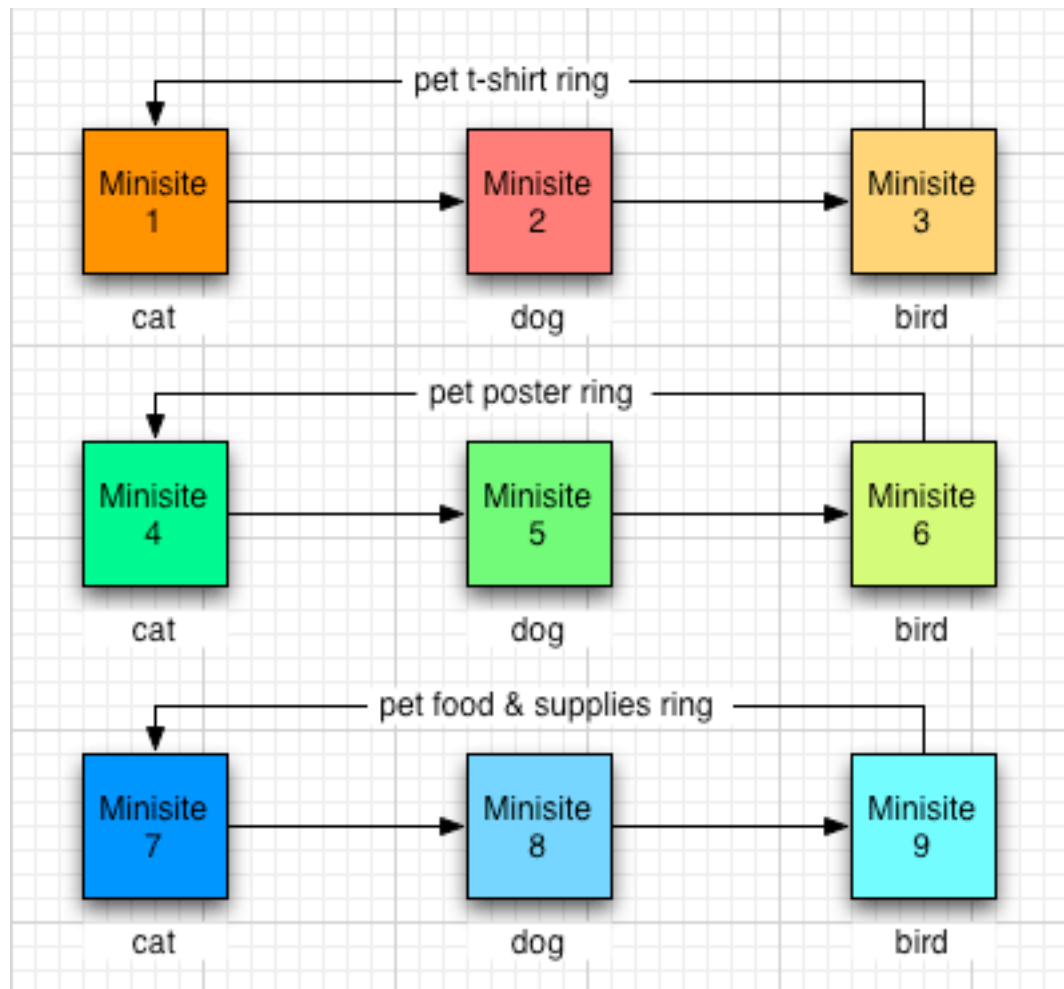 pet t-shirt ring
Minisite
1
Minisite
2
Minisite
3
cat
dog
bird
pet poster ring
Minisite
4
Minisite
5
Minisite
6
cat
dog
bird
pet food & supplies ring
Minisite
7
Minisite
8
Minisite
9
cat
dog
bird